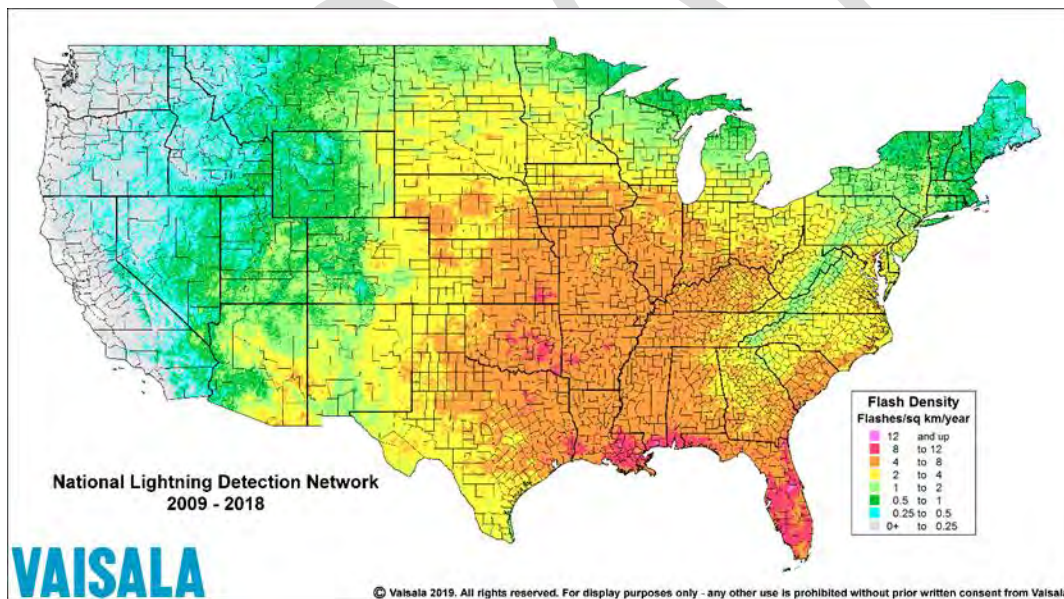 National Lightning Detection Network
2009 - 2018
Flash Density
Flashes/sq km/year
12 and up
8 to 12
4 to 8
2 to 4
1 to 2
0.5 to 1
0.25 to 0.5
0+ to 0.25
VAISALA
© Vaisala 2019. All rights reserved. For display purposes only - any other use is prohibited without prior written consent from Vaisal